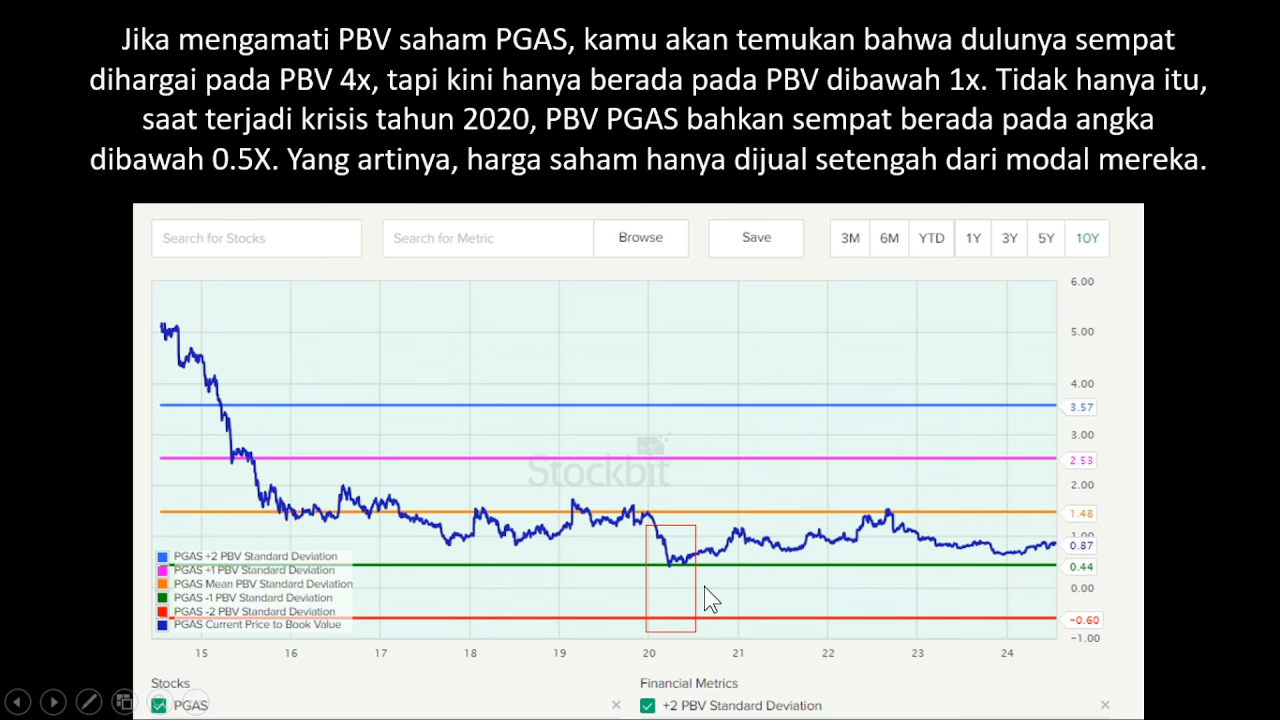 Jika mengamati PBV saham PGAS, kamu akan temukan bahwa dulunya sempat
dihargai pada PBV 4x, tapi kini hanya berada pada PBV dibawah 1x. Tidak hanya itu,
saat terjadi krisis tahun 2020, PBV PGAS bahkan sempat berada pada angka
dibawah 0.5X. Yang artinya, harga saham hanya dijual setengah dari modal mereka.
Search for Stocks Search for Metric Browse Save 3M 6M YTD 1Y 3Y 5Y 10Y
6.00
5.00
4.00
3.57
3.00
2.53
2.00
1.48
1.00
0.87
0.44
0.00
-0.60
-1.00
Stockbit
PGAS +2 PBV Standard Deviation
PGAS +1 PBV Standard Deviation
PGAS Mean PBV Standard Deviation
PGAS -1 PBV Standard Deviation
PGAS -2 PBV Standard Deviation
PGAS Current Price to Book Value
15 16 17 18 19 20 21 22 23 24
Stocks Financial Metrics
PGAS × +2 PBV Standard Deviation ×